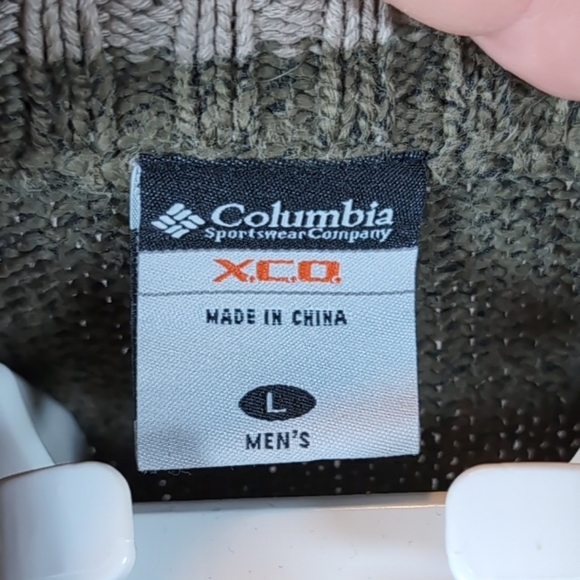 Columbia
Sportswear Company
X.C.O.
MADE IN CHINA
L
MEN'S